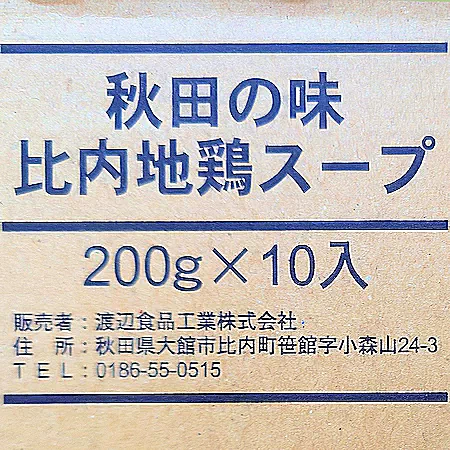 秋田の味
比内地鶏スープ
200g×10入
販売者：渡辺食品工業株式会社
住　所：秋田県大館市比内町笹館字小森山24-3
ＴＥＬ：0186-55-0515